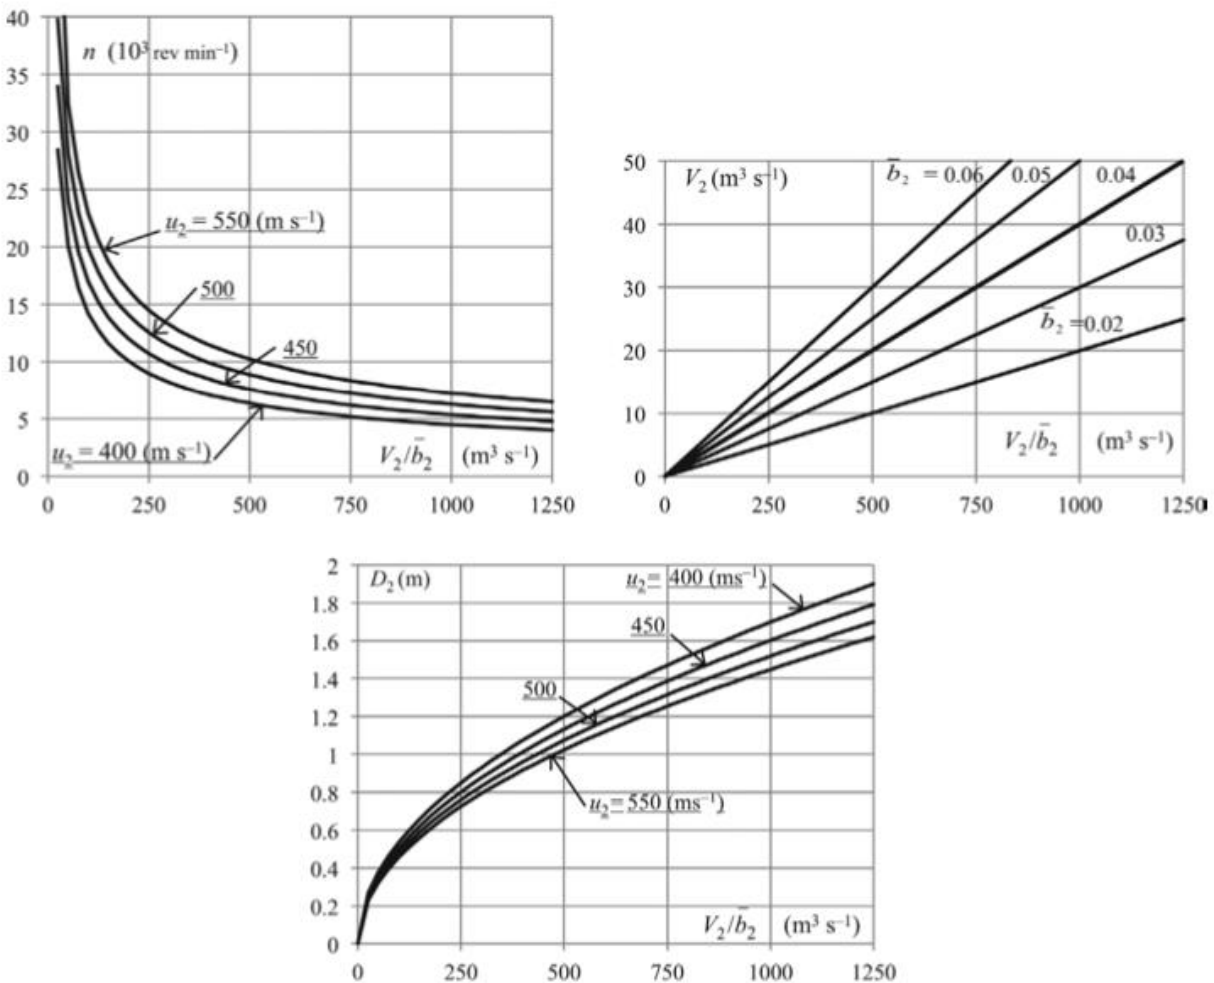 40
n (10³ rev min⁻¹)
35
30
25
u₂ = 550 (m s⁻¹)
20
500
15
450
10
5
u₂ = 400 (m s⁻¹)
V₂/b̄₂ (m³ s⁻¹)
0
0 250 500 750 1000 1250
50
V₂ (m³ s⁻¹)
b̄₂ = 0.06 0.05 0.04
40
0.03
30
b̄₂ =0.02
20
10
V₂/b̄₂ (m³ s⁻¹)
0
0 250 500 750 1000 1250
2
D₂ (m)
u₂= 400 (ms⁻¹)
1.8
450
1.6
1.4
500
1.2
1
u₂= 550 (ms⁻¹)
0.8
0.6
0.4
0.2
V₂/b̄₂ (m³ s⁻¹)
0
0 250 500 750 1000 1250